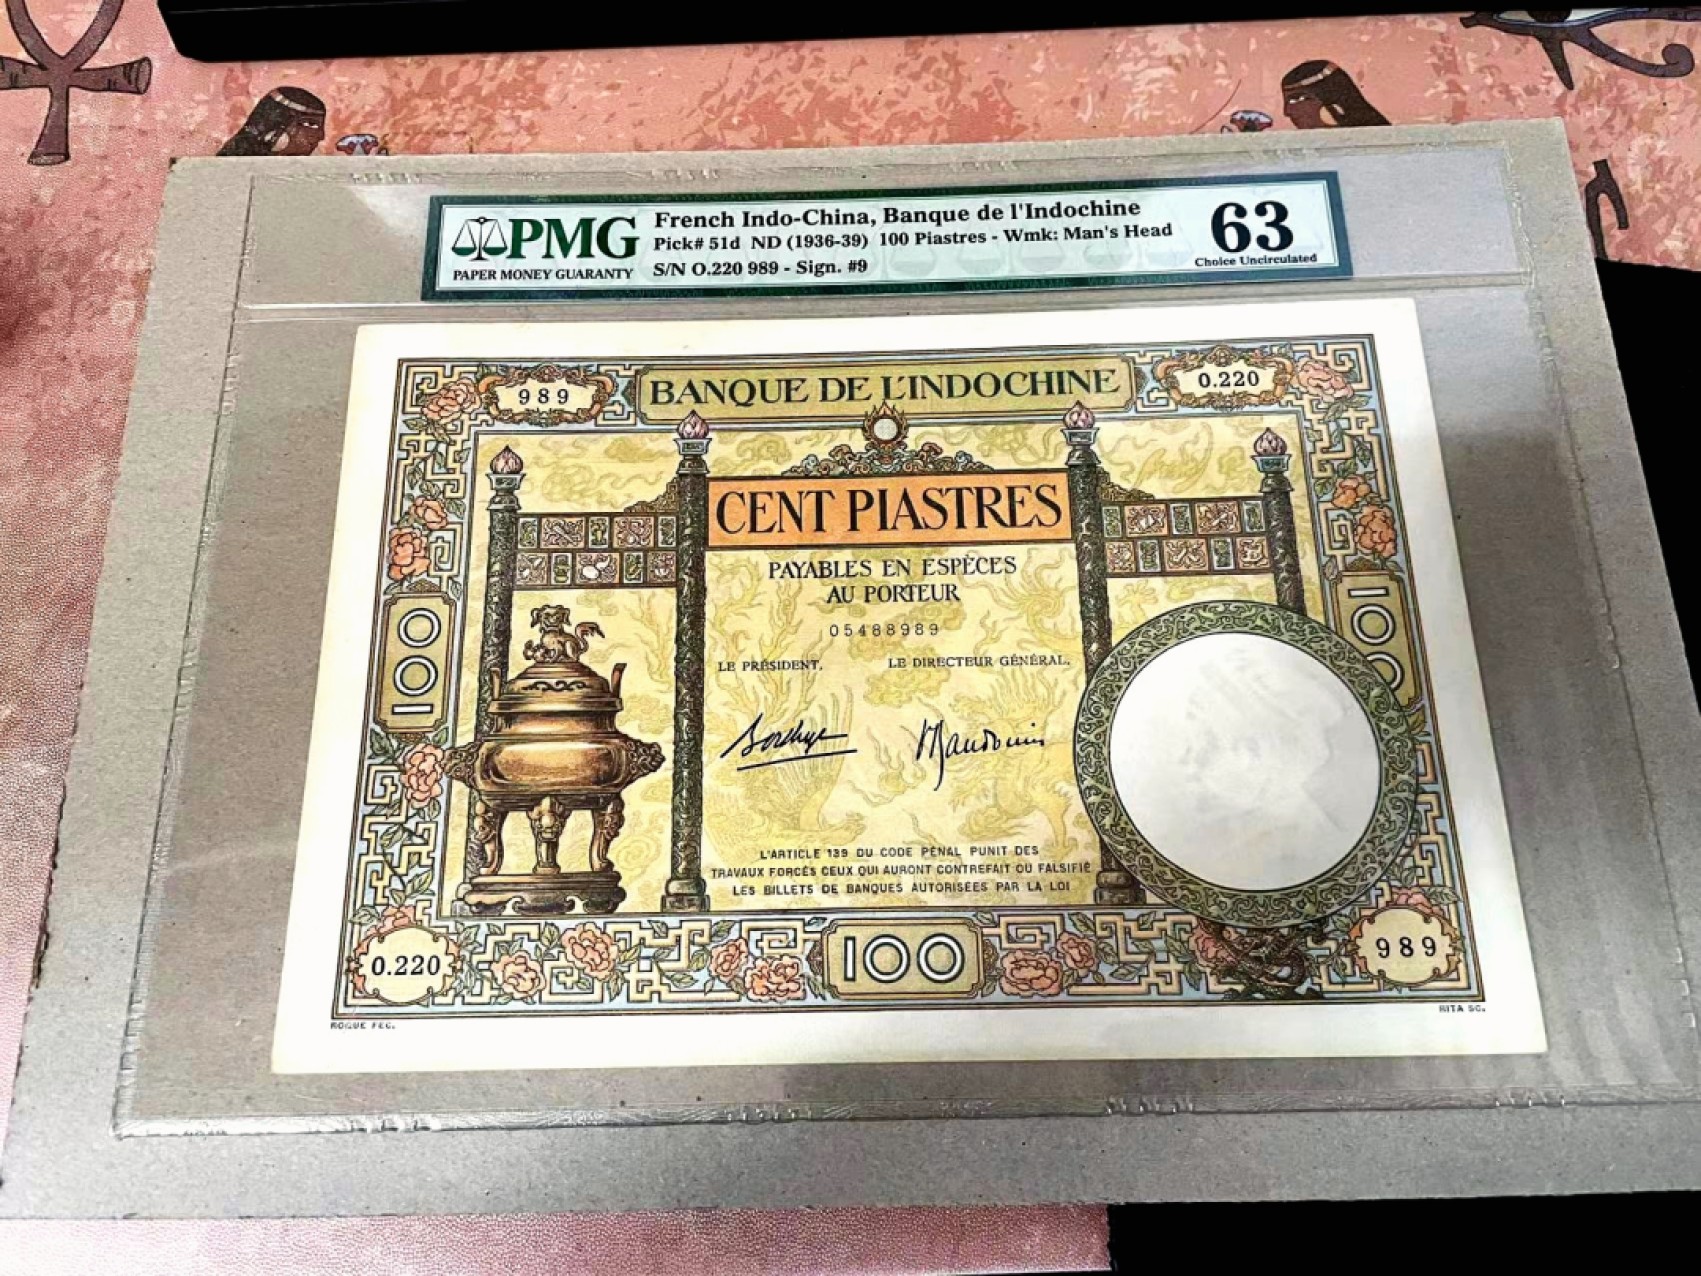 PMG
PAPER MONEY GUARANTY
French Indo-China, Banque de l'Indochine
Pick# 51d ND (1936-39) 100 Piastres - Wmk: Man's Head
S/N O.220 989 - Sign. #9
63
Choice Uncirculated
989
BANQUE DE L'INDOCHINE
O.220
CENT PIASTRES
PAYABLES EN ESPÈCES
AU PORTEUR
05488989
LE PRÉSIDENT,
LE DIRECTEUR GÉNÉRAL,
100
100
L'ARTICLE 139 DU CODE PÉNAL PUNIT DES
TRAVAUX FORCÉS CEUX QUI AURONT CONTREFAIT OU FALSIFIÉ
LES BILLETS DE BANQUES AUTORISÉES PAR LA LOI
O.220
100
989
ROQUE FEC.
RITA SC.